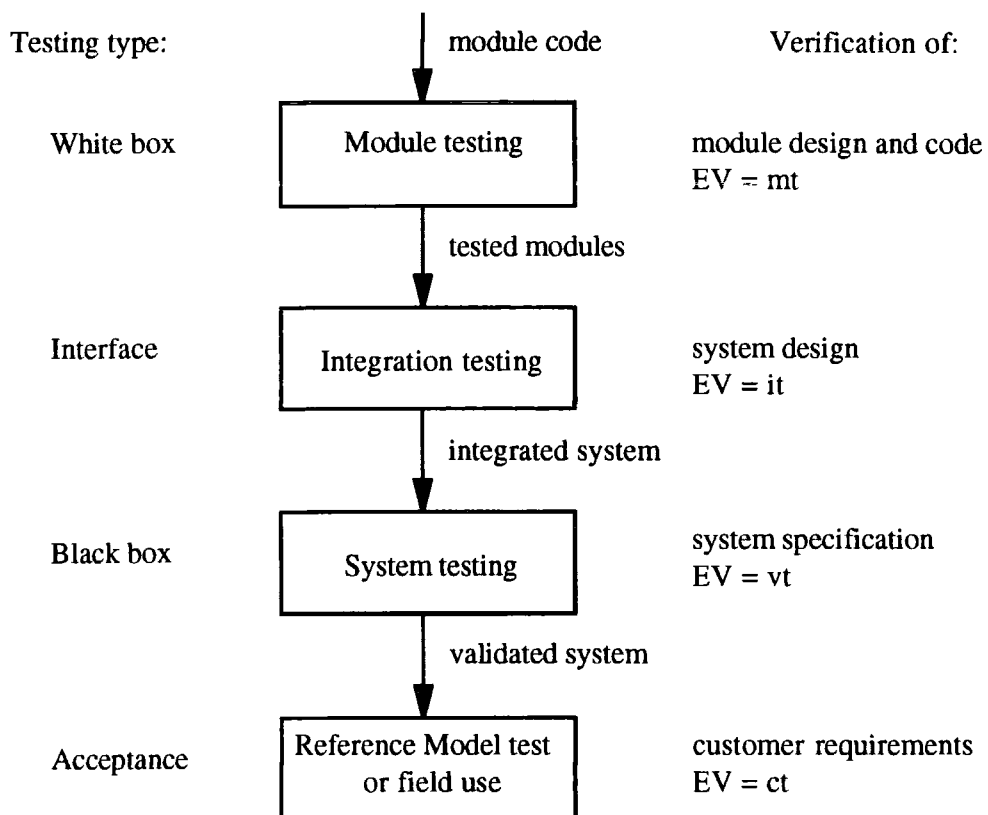 Testing type:
module code
Verification of:
White box
Module testing
module design and code
EV = mt
tested modules
Interface
Integration testing
system design
EV = it
integrated system
Black box
System testing
system specification
EV = vt
validated system
Acceptance
Reference Model test
or field use
customer requirements
EV = ct